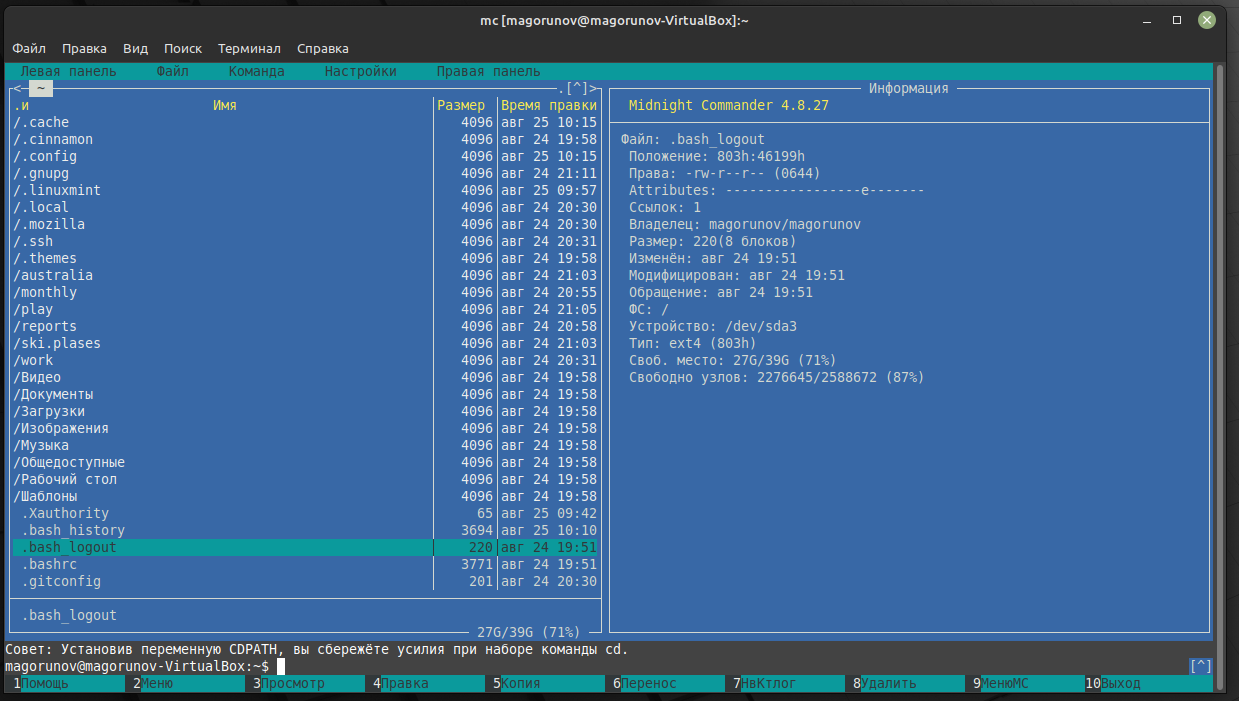 mc [magorunov@magorunov-VirtualBox]:~
Файл Правка Вид Поиск Терминал Справка
Левая панель Файл Команда Настройки Правая панель
<- ~ .[^]>
.и Имя Размер Время правки
/.cache 4096 авг 25 10:15
/.cinnamon 4096 авг 24 19:58
/.config 4096 авг 25 10:15
/.gnupg 4096 авг 24 21:11
/.linuxmint 4096 авг 25 09:57
/.local 4096 авг 24 20:30
/.mozilla 4096 авг 24 20:30
/.ssh 4096 авг 24 20:31
/.themes 4096 авг 24 19:58
/australia 4096 авг 24 21:03
/monthly 4096 авг 24 20:55
/play 4096 авг 24 21:05
/reports 4096 авг 24 20:58
/ski.plases 4096 авг 24 21:03
/work 4096 авг 24 20:31
/Видео 4096 авг 24 19:58
/Документы 4096 авг 24 19:58
/Загрузки 4096 авг 24 19:58
/Изображения 4096 авг 24 19:58
/Музыка 4096 авг 24 19:58
/Общедоступные 4096 авг 24 19:58
/Рабочий стол 4096 авг 24 19:58
/Шаблоны 4096 авг 24 19:58
.Xauthority 65 авг 25 09:42
.bash_history 3694 авг 25 10:10
.bash_logout 220 авг 24 19:51
.bashrc 3771 авг 24 19:51
.gitconfig 201 авг 24 20:30
.bash_logout
27G/39G (71%)
Информация
Midnight Commander 4.8.27
Файл: .bash_logout
Положение: 803h:46199h
Права: -rw-r--r-- (0644)
Attributes: -----------------e-------
Ссылок: 1
Владелец: magorunov/magorunov
Размер: 220(8 блоков)
Изменён: авг 24 19:51
Модифицирован: авг 24 19:51
Обращение: авг 24 19:51
ФС: /
Устройство: /dev/sda3
Тип: ext4 (803h)
Своб. место: 27G/39G (71%)
Свободно узлов: 2276645/2588672 (87%)
Совет: Установив переменную CDPATH, вы сбережёте усилия при наборе команды cd.
magorunov@magorunov-VirtualBox:~$ [^]
1Помощь 2Меню 3Просмотр 4Правка 5Копия 6Перенос 7НвКтлог 8Удалить 9МенюМС 10Выход